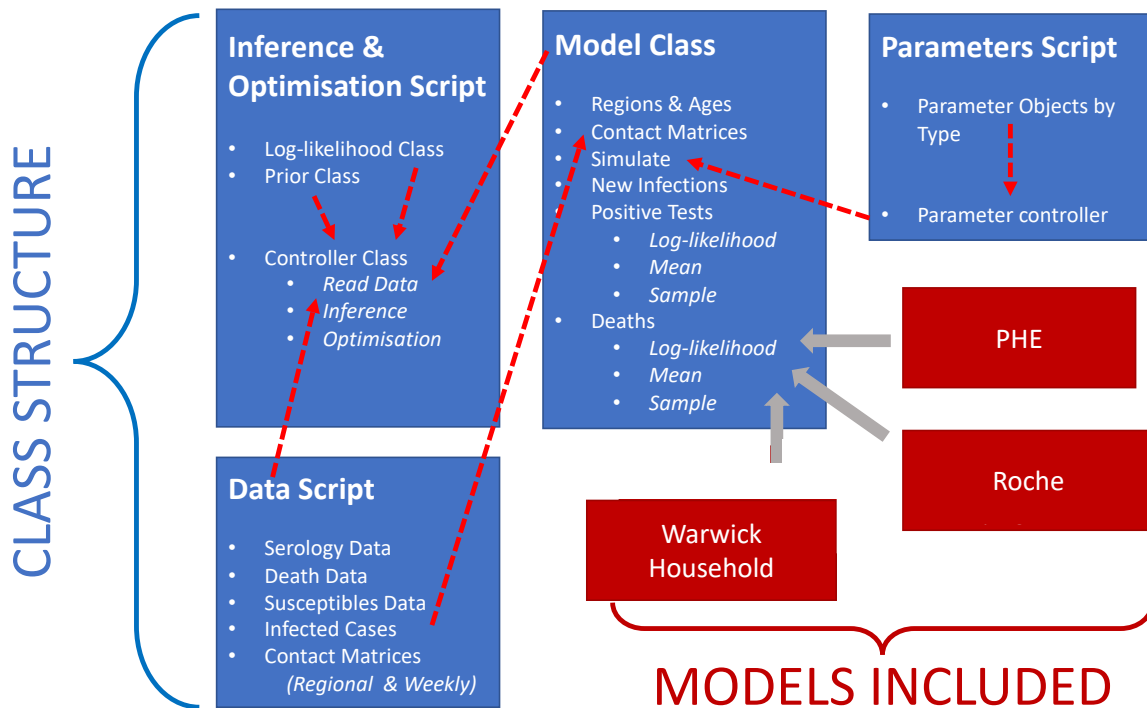 CLASS STRUCTURE
Inference &
Optimisation Script
• Log-likelihood Class
• Prior Class
• Controller Class
• Read Data
• Inference
• Optimisation
Data Script
• Serology Data
• Death Data
• Susceptibles Data
• Infected Cases
• Contact Matrices
(Regional & Weekly)
Model Class
• Regions & Ages
• Contact Matrices
• Simulate
• New Infections
Positive Tests
• Log-likelihood
• Mean
• Sample
• Deaths
• Log-likelihood
• Mean
• Sample
Parameters Script
• Parameter Objects by
Type
• Parameter controller
PHE
Roche
Warwick
Household
MODELS INCLUDED